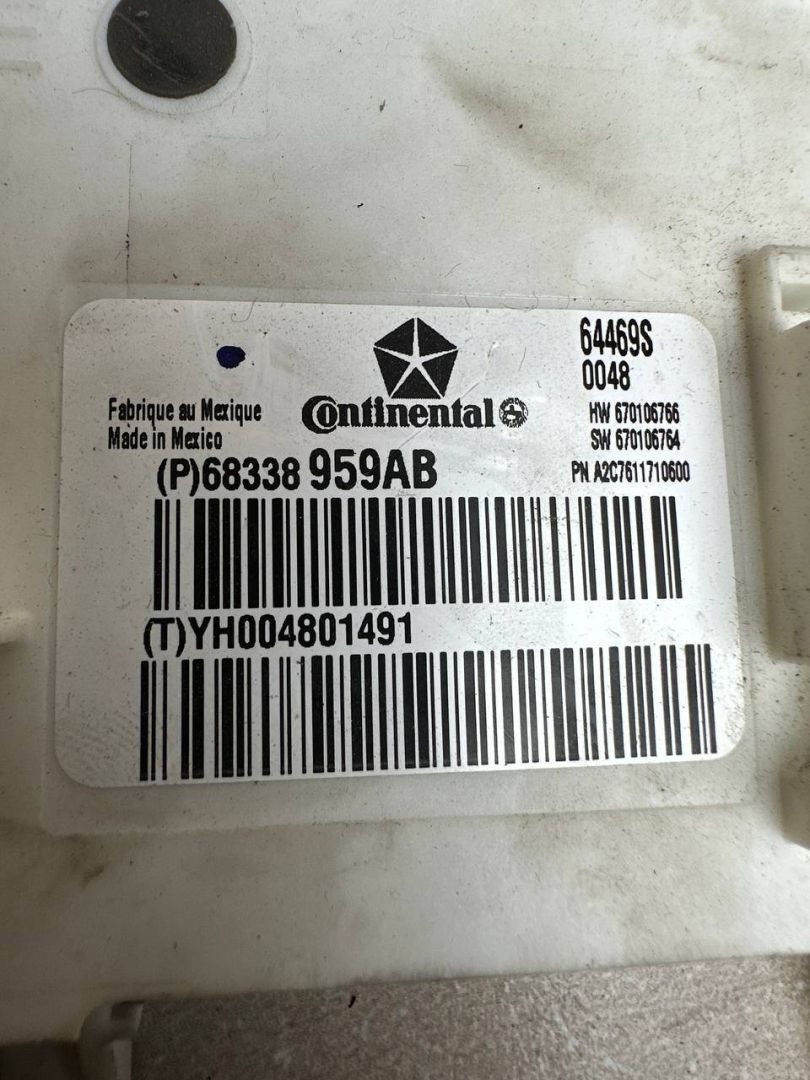 64469S
0048
Fabrique au Mexique
Made in Mexico
Continental
HW 670106766
SW 670106764
(P)68338 959AB
PN A2C7611710600
(T)YH004801491